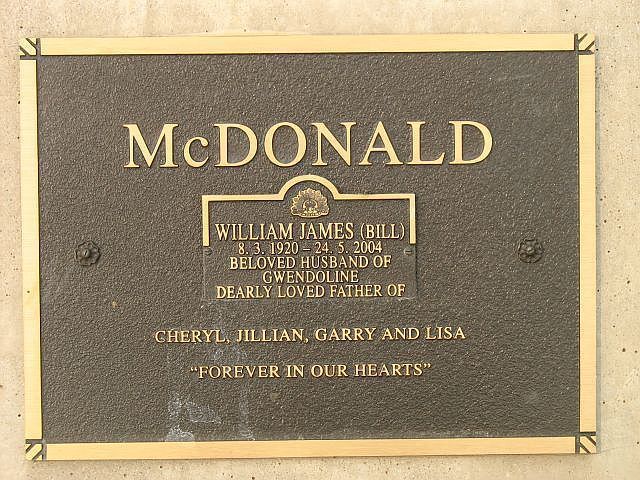 McDONALD
WILLIAM JAMES (BILL)
8. 3. 1920 – 24. 5. 2004
BELOVED HUSBAND OF
GWENDOLINE
DEARLY LOVED FATHER OF
CHERYL, JILLIAN, GARRY AND LISA
“FOREVER IN OUR HEARTS”